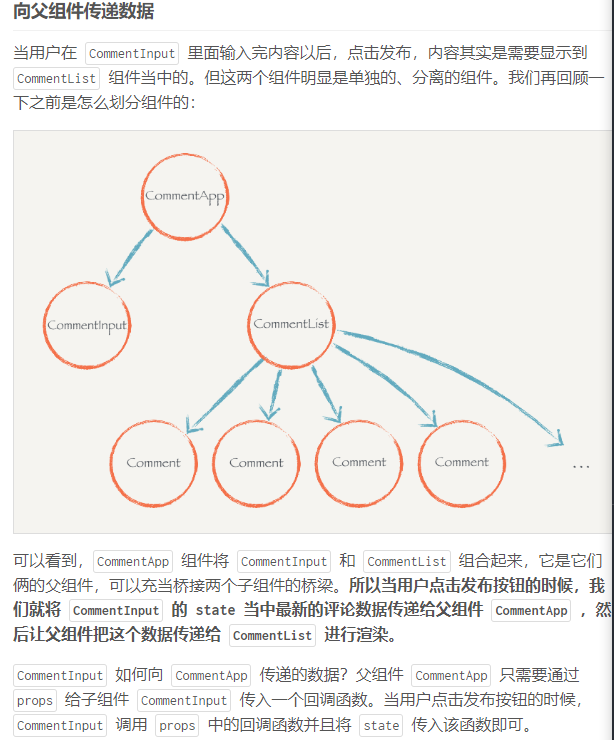 向父组件传递数据
当用户在 CommentInput 里面输入完内容以后，点击发布，内容其实是需要显示到
CommentList 组件当中的。但这两个组件明显是单独的、分离的组件。我们再回顾一
下之前是怎么划分组件的：
CommentApp
CommentInput
CommentList
Comment
Comment
Comment
Comment
...
可以看到，CommentApp 组件将 CommentInput 和 CommentList 组合起来，它是它们
俩的父组件，可以充当桥接两个子组件的桥梁。所以当用户点击发布按钮的时候，我
们就将 CommentInput 的 state 当中最新的评论数据传递给父组件 CommentApp ，然
后让父组件把这个数据传递给 CommentList 进行渲染。
CommentInput 如何向 CommentApp 传递的数据？父组件 CommentApp 只需要通过
props 给子组件 CommentInput 传入一个回调函数。当用户点击发布按钮的时候，
CommentInput 调用 props 中的回调函数并且将 state 传入该函数即可。